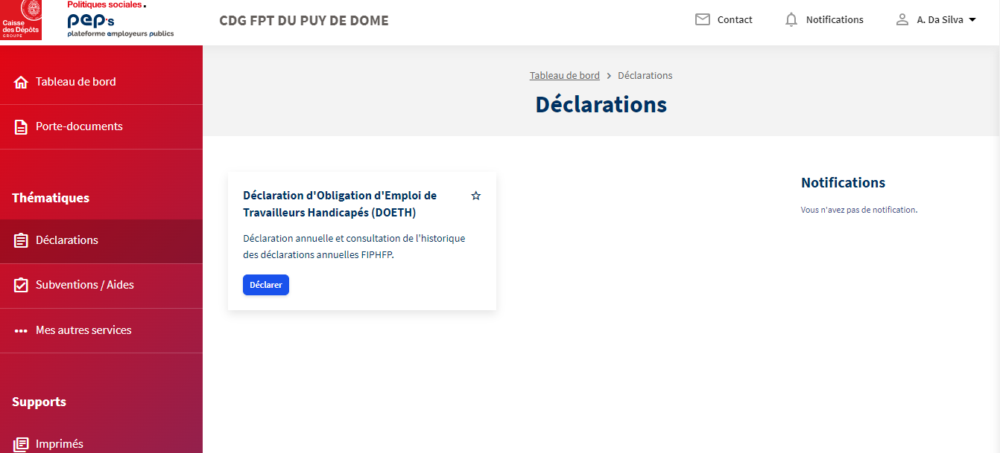 Caisse
des Dépôts
GROUPE
Politiques sociales.
pep's
plateforme employeurs publics
CDG FPT DU PUY DE DOME
Contact
Notifications
A. Da Silva
Tableau de bord
Porte-documents
Thématiques
Déclarations
Subventions / Aides
Mes autres services
Supports
Imprimés
Tableau de bord > Déclarations
Déclarations
Déclaration d'Obligation d'Emploi de
Travailleurs Handicapés (DOETH)
Déclaration annuelle et consultation de l'historique
des déclarations annuelles FIPHFP.
Déclarer
Notifications
Vous n'avez pas de notification.